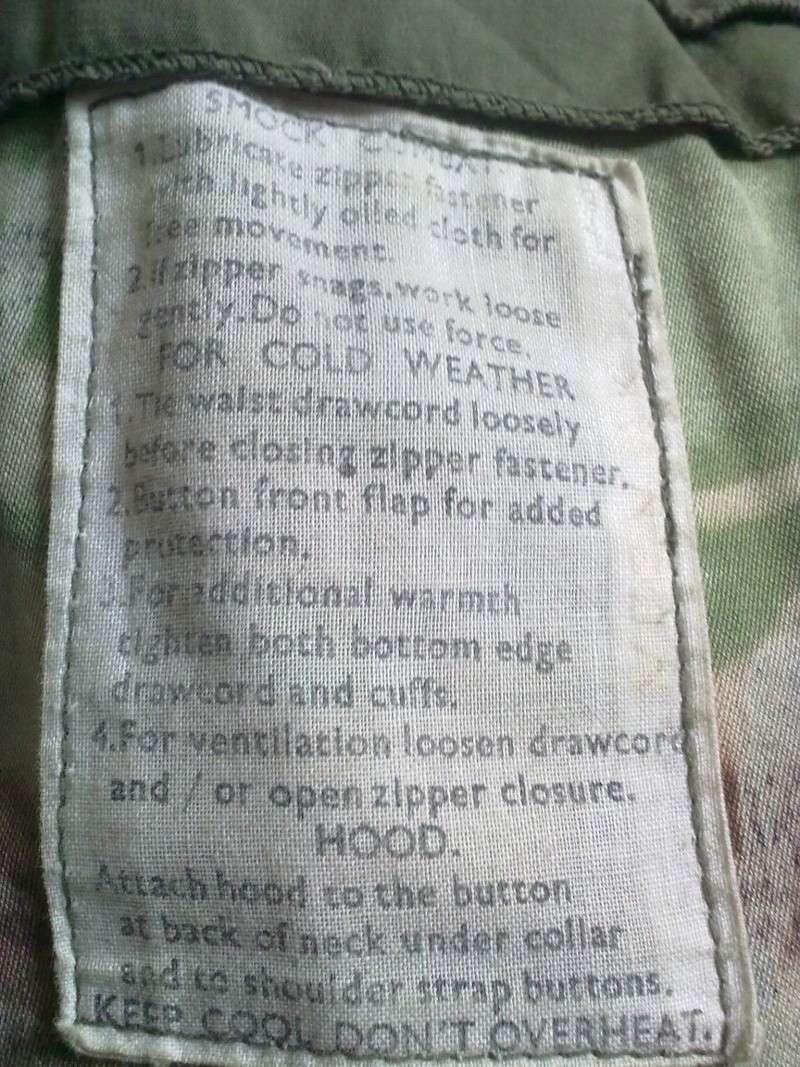 SMOCK COMBAT
1.Lubricate zipper fastener
with lightly oiled cloth for
free movement.
2.If zipper snags,work loose
gently.Do not use force.
FOR COLD WEATHER
1.Tie waist drawcord loosely
before closing zipper fastener.
2.Button front flap for added
protection.
3.For additional warmth
tighten both bottom edge
drawcord and cuffs.
4.For ventilation loosen drawcord
and / or open zipper closure.
HOOD.
Attach hood to the button
at back of neck under collar
and to shoulder strap buttons.
KEEP COOL DON'T OVERHEAT.